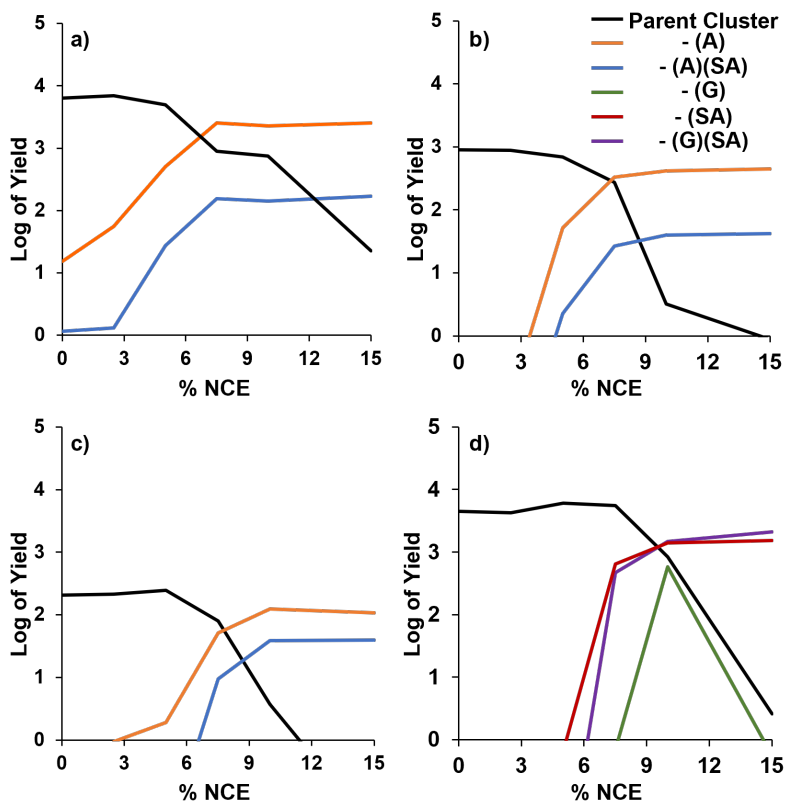 a)
Log of Yield
5
4
3
2
1
0
0 3 6 9 12 15
% NCE
b)
Parent Cluster
- (A)
- (A)(SA)
- (G)
- (SA)
- (G)(SA)
Log of Yield
5
4
3
2
1
0
0 3 6 9 12 15
% NCE
c)
Log of Yield
5
4
3
2
1
0
0 3 6 9 12 15
% NCE
d)
Log of Yield
5
4
3
2
1
0
0 3 6 9 12 15
% NCE